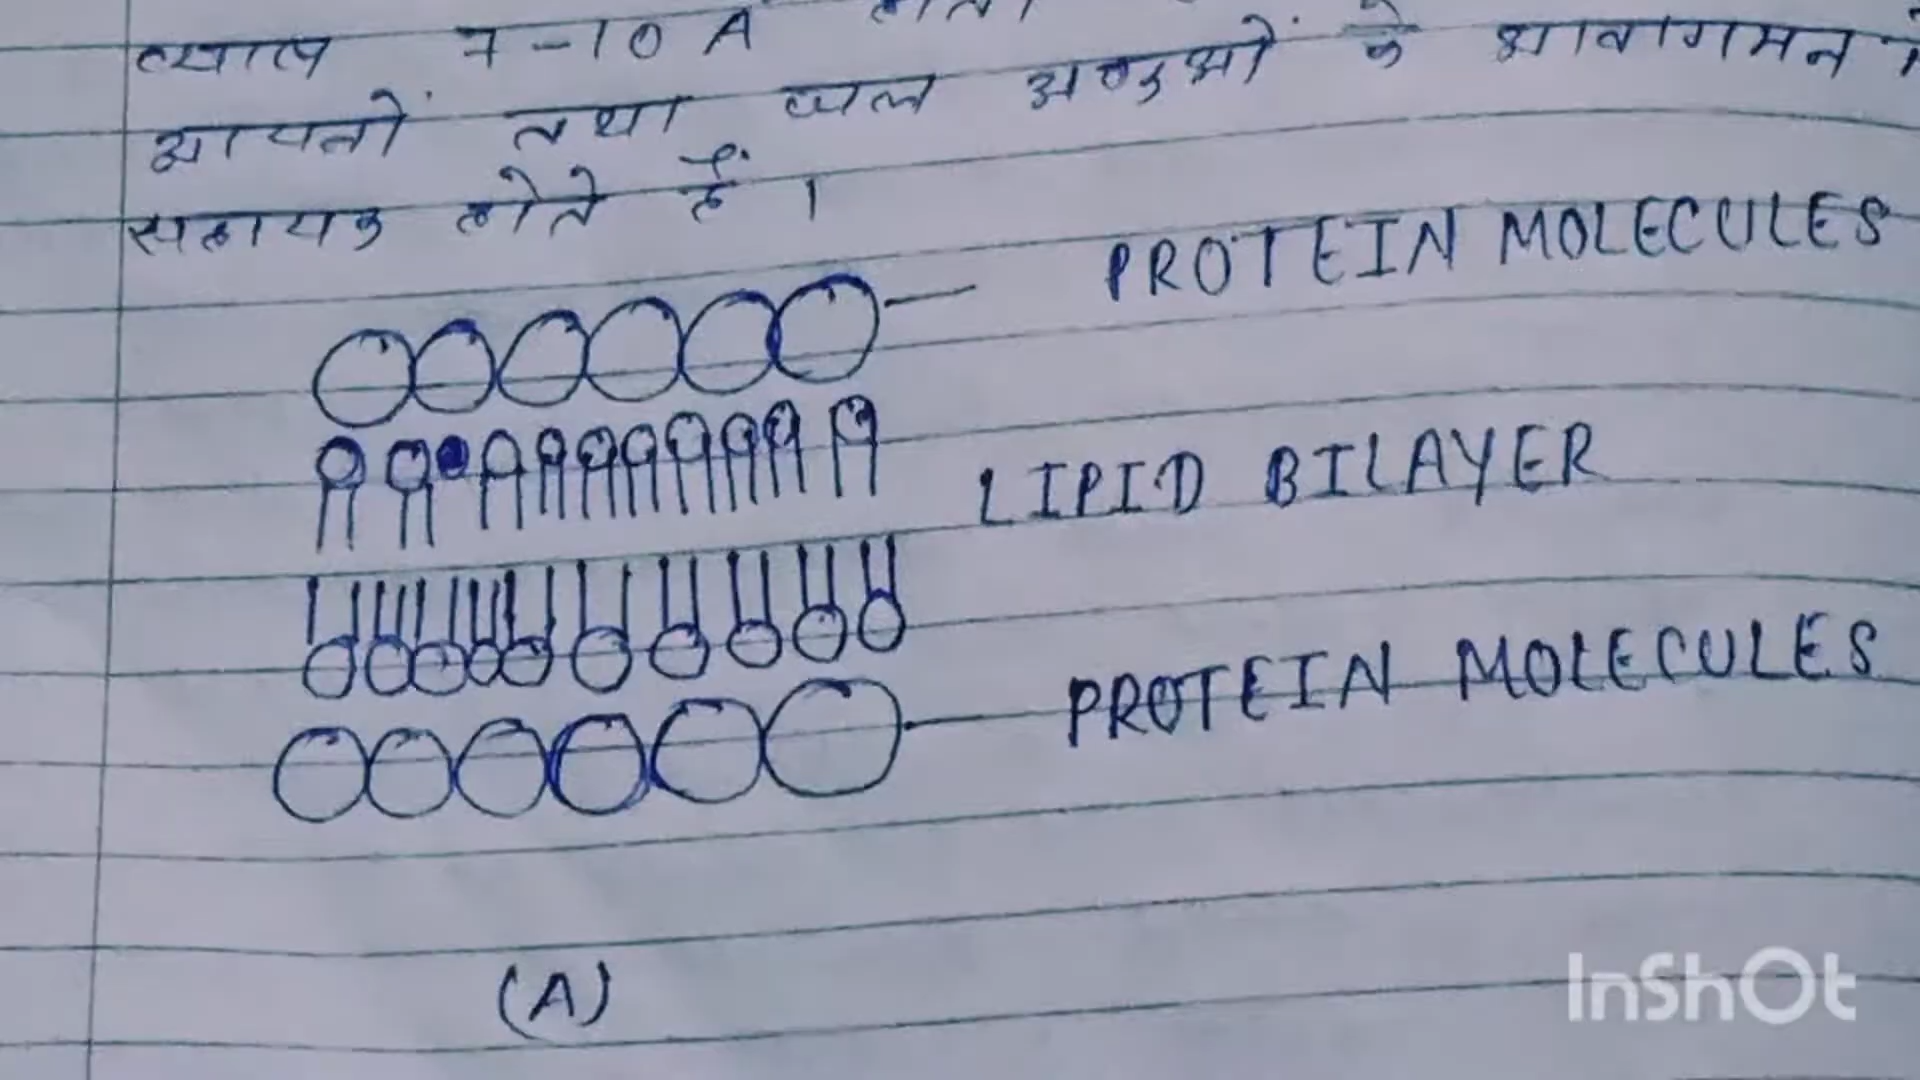 व्यास 7-10 A
आयनों तथा जल अणुओं के आवागमन में
सहायक होते हैं ।
PROTEIN MOLECULES
LIPID BILAYER
PROTEIN MOLECULES
(A)
InShOt